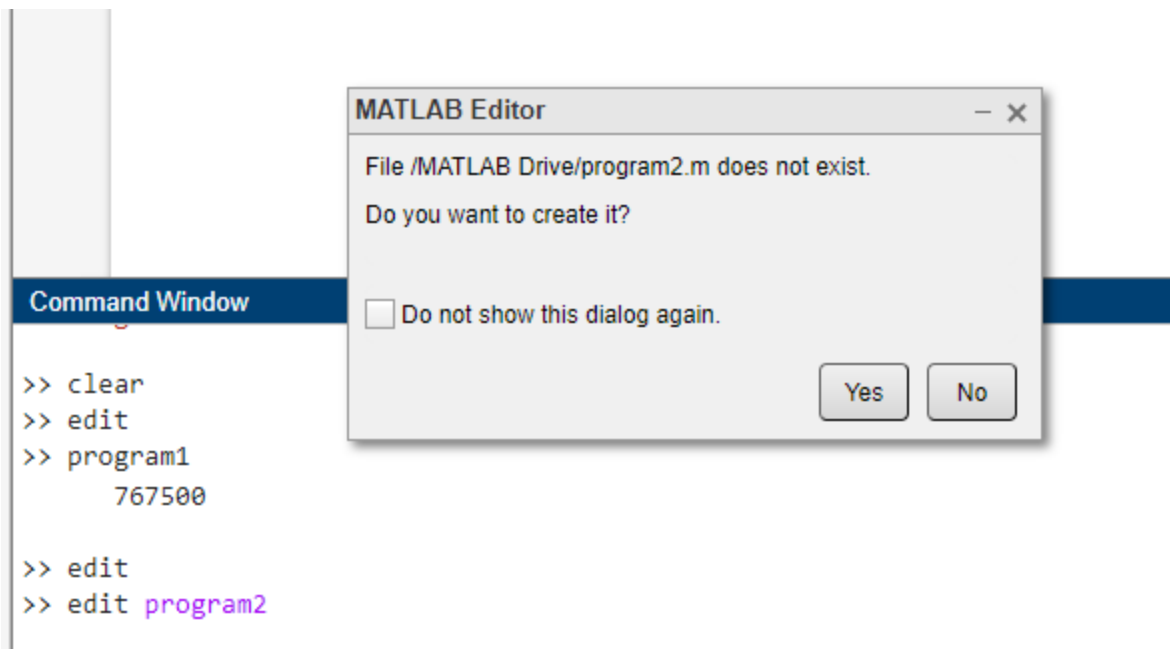 MATLAB Editor
File /MATLAB Drive/program2.m does not exist.
Do you want to create it?
Do not show this dialog again.
Yes No
Command Window
>> clear
>> edit
>> program1
767500
>> edit
>> edit program2